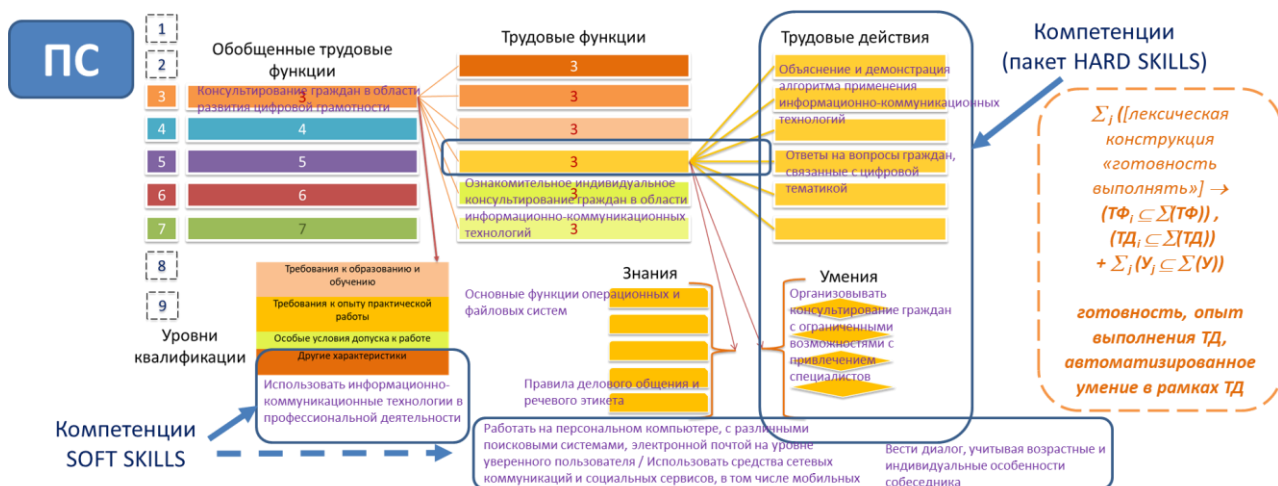 ПС
1
2
3
4
5
6
7
8
9
Уровни
квалификации
Обобщенные трудовые
функции
3
Консультирование граждан в области
развития цифровой грамотности
4
5
6
7
Трудовые функции
3
3
3
3
3
Ознакомительное индивидуальное
консультирование граждан в области
информационно-коммуникационных
технологий
3
Трудовые действия
Объяснение и демонстрация
алгоритма применения
информационно-коммуникационных
технологий
Ответы на вопросы граждан,
связанные с цифровой
тематикой
Компетенции
(пакет HARD SKILLS)
∑j ([лексическая
конструкция
«готовность
выполнять»] →
(ТФi ⊆ ∑(ТФ)) ,
(ТДi ⊆ ∑(ТД))
+ ∑j (Уj ⊆ ∑(У))
готовность, опыт
выполнения ТД,
автоматизированное
умение в рамках ТД
Требования к образованию и
обучению
Требования к опыту практической
работы
Особые условия допуска к работе
Другие характеристики
Использовать информационно-
коммуникационные технологии в
профессиональной деятельности
Знания
Основные функции операционных и
файловых систем
Правила делового общения и
речевого этикета
Умения
Организовывать
консультирование граждан
с ограниченными
возможностями с
привлечением
специалистов
Компетенции
SOFT SKILLS
Работать на персональном компьютере, с различными
поисковыми системами, электронной почтой на уровне
уверенного пользователя / Использовать средства сетевых
коммуникаций и социальных сервисов, в том числе мобильных
Вести диалог, учитывая возрастные и
индивидуальные особенности
собеседника